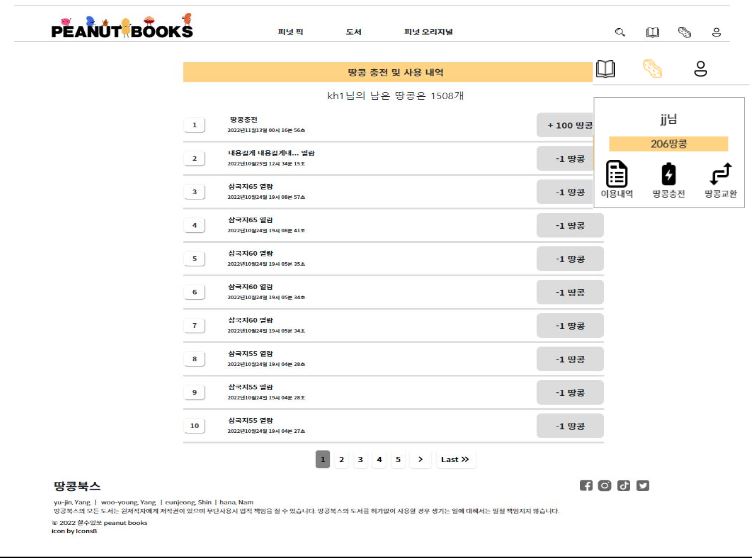 PEANUT BOOKS
피넛 픽
도서
피넛 오리지널
땅콩 충전 및 사용 내역
kh1님의 남은 땅콩은 1508개
jj님
206땅콩
이용내역
땅콩충전
땅콩교환
1
땅콩충전
+ 100 땅콩
2022년11월13일 00시 16분 56초
2
내용길게 내용길게내... 열람
-1 땅콩
2022년10월25일 12시 34분 15초
3
삼국지65 열람
-1 땅콩
2022년10월24일 19시 08분 57초
4
삼국지65 열람
-1 땅콩
2022년10월24일 19시 08분 41초
5
삼국지60 열람
-1 땅콩
2022년10월24일 19시 05분 35초
6
삼국지60 열람
-1 땅콩
2022년10월24일 19시 05분 34초
7
삼국지60 열람
-1 땅콩
2022년10월24일 19시 05분 34초
8
삼국지55 열람
-1 땅콩
2022년10월24일 19시 04분 28초
9
삼국지55 열람
-1 땅콩
2022년10월24일 19시 04분 28초
10
삼국지55 열람
-1 땅콩
2022년10월24일 19시 04분 27초
1 2 3 4 5 > Last >>
땅콩북스
yu-jin, Yang | woo-young, Yang | eunjeong, Shin | hana, Nam
땅콩북스의 모든 도서는 원저작자에게 저작권이 있으며 무단사용시 법적 책임을 질 수 있습니다. 땅콩북스의 도서를 허가없이 사용할 경우 생기는 일에 대해서는 일절 책임지지 않습니다.
© 2022 한수위오 peanut books
icon by Icons8